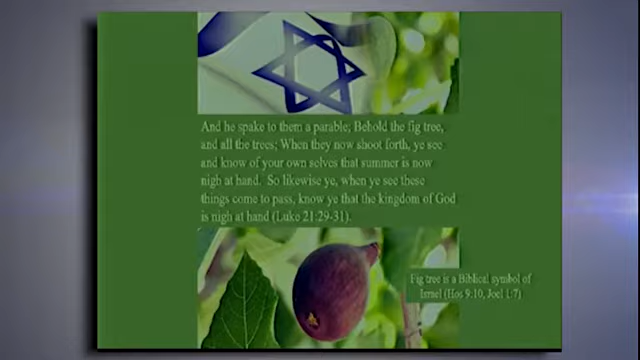 And he spake to them a parable; Behold the fig tree,
and all the trees; When they now shoot forth, ye see
and know of your own selves that summer is now
nigh at hand. So likewise ye, when ye see these
things come to pass, know ye that the kingdom of God
is nigh at hand (Luke 21:29-31).
Fig tree is a Biblical symbol of
Israel (Hos 9:10, Joel 1:7)